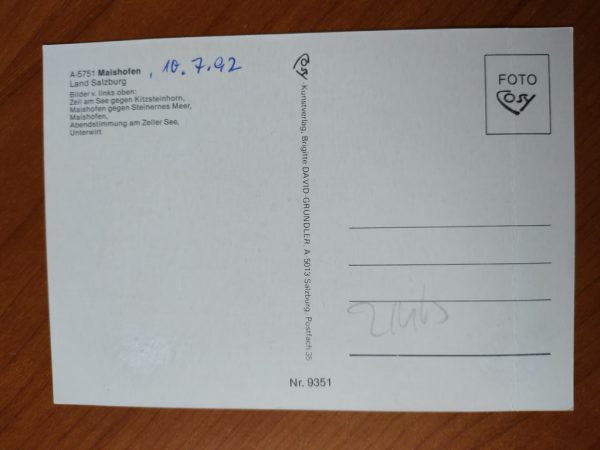 A-5751 Maishofen, 10.7.92
Land Salzburg
Bilder v. links oben:
Zell am See gegen Kitzsteinhorn,
Maishofen gegen Steinernes Meer,
Maishofen,
Abendstimmung am Zeller See,
Unterwirt
Cosy - Kunstverlag, Brigitte DAVID-GRÜNDLER, A 5013 Salzburg, Postfach 35
Nr. 9351
FOTO
Cosy